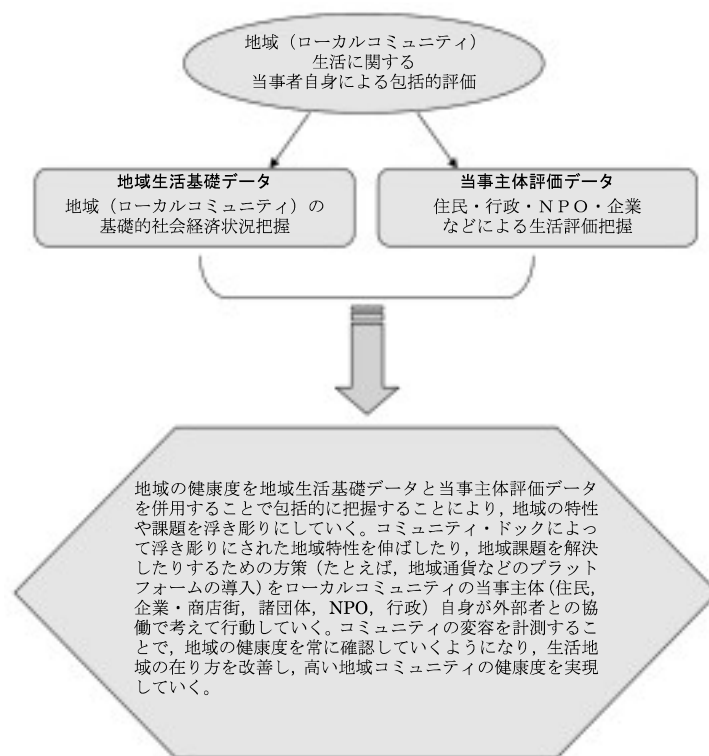 地域（ローカルコミュニティ）
生活に関する
当事者自身による包括的評価
地域生活基礎データ
地域（ローカルコミュニティ）の
基礎的社会経済状況把握
当事主体評価データ
住民・行政・ＮＰＯ・企業
などによる生活評価把握
地域の健康度を地域生活基礎データと当事主体評価データ
を併用することで包括的に把握することにより，地域の特性
や課題を浮き彫りにしていく。コミュニティ・ドックによっ
て浮き彫りにされた地域特性を伸ばしたり，地域課題を解決
したりするための方策（たとえば，地域通貨などのプラット
フォームの導入）をローカルコミュニティの当事主体（住民，
企業・商店街，諸団体，NPO，行政）自身が外部者との協
働で考えて行動していく。コミュニティの変容を計測するこ
とで，地域の健康度を常に確認していくようになり，生活地
域の在り方を改善し，高い地域コミュニティの健康度を実現
していく。